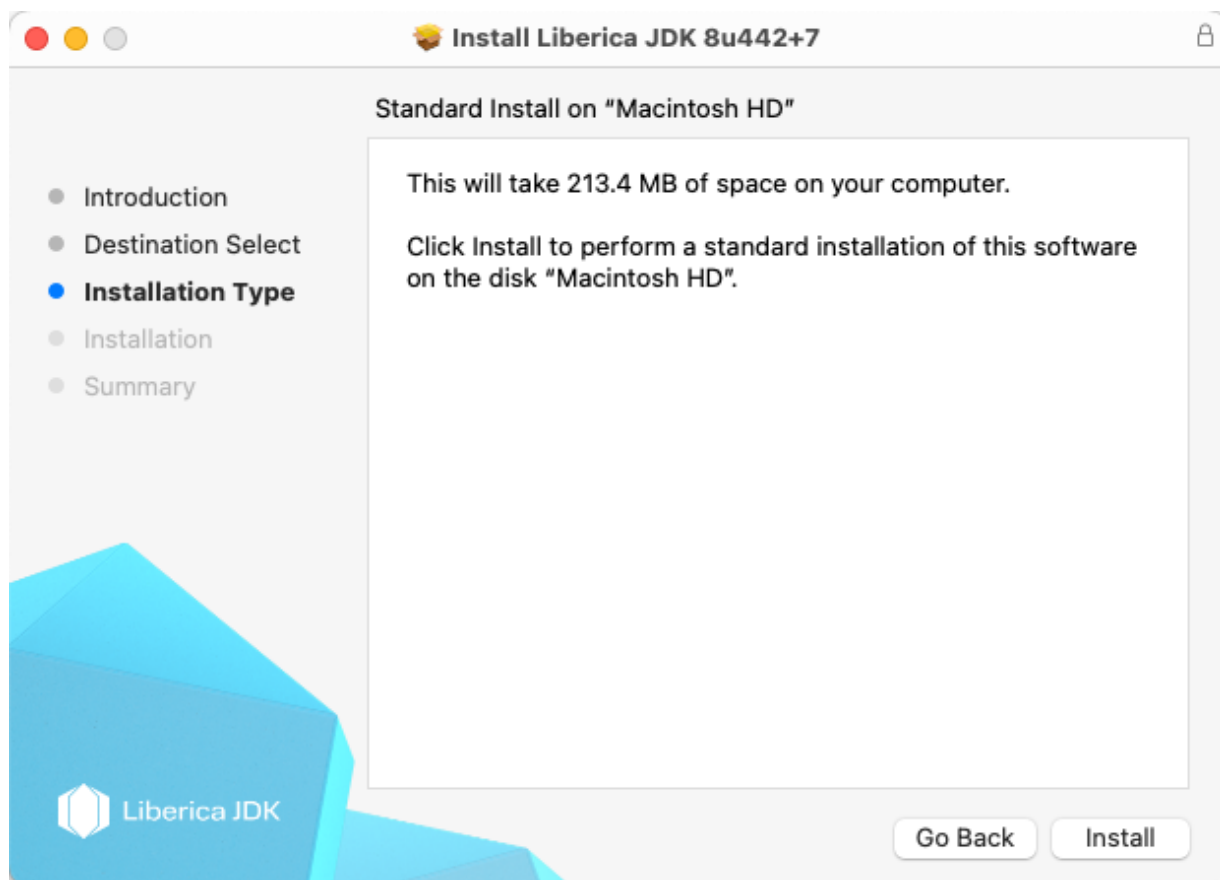 Install Liberica JDK 8u442+7
Standard Install on “Macintosh HD”
Introduction
Destination Select
Installation Type
Installation
Summary
This will take 213.4 MB of space on your computer.
Click Install to perform a standard installation of this software
on the disk “Macintosh HD”.
Liberica JDK
Go Back
Install